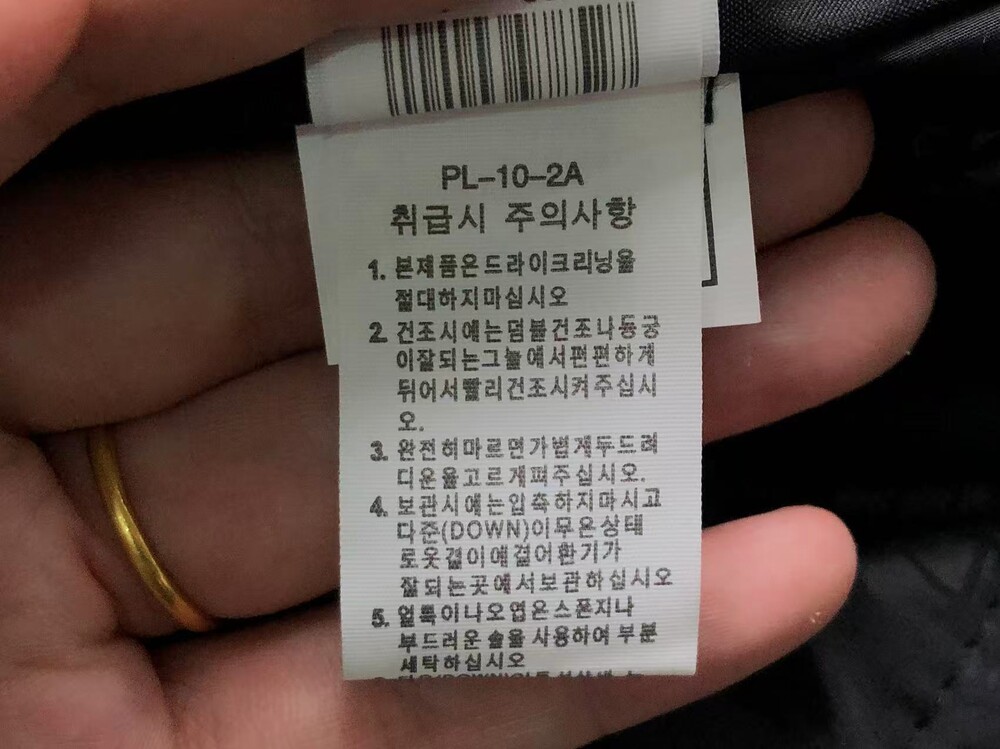 PL-10-2A
취급시 주의사항
1. 본제품은드라이크리닝을
절대하지마십시오
2. 건조시에는덤블건조나통궁
이잘되는그늘에서편편하게
뒤어서빨리건조시켜주십시
오.
3. 완전히마르면가볍게두드려
디운울고르게펴주십시오.
4. 보관시에는입축하지마시고
다준(DOWN)이무은상태
로옷결이에결어환기가
잘되는곳에서보관하십시오
5. 얼룩이나오염은스폰지나
부드러운솔을 사용하여 부분
세탁하십시오